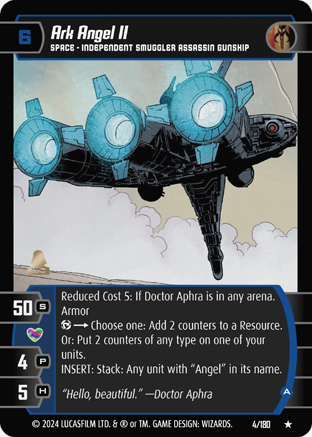 6
Ark Angel II
SPACE - INDEPENDENT SMUGGLER ASSASSIN GUNSHIP
50 S
4 P
5 H
Reduced Cost 5: If Doctor Aphra is in any arena.
Armor
Choose one: Add 2 counters to a Resource.
Or: Put 2 counters of any type on one of your
units.
INSERT: Stack: Any unit with “Angel” in its name.
“Hello, beautiful.” —Doctor Aphra
A
© 2024 LUCASFILM LTD. & ® or TM. GAME DESIGN: WIZARDS.
4/180